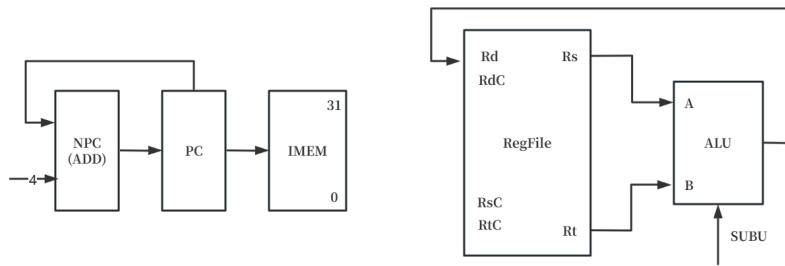 4
NPC
(ADD)
PC
31
IMEM
0
Rd
Rs
RdC
RegFile
RsC
RtC
Rt
A
ALU
B
SUBU